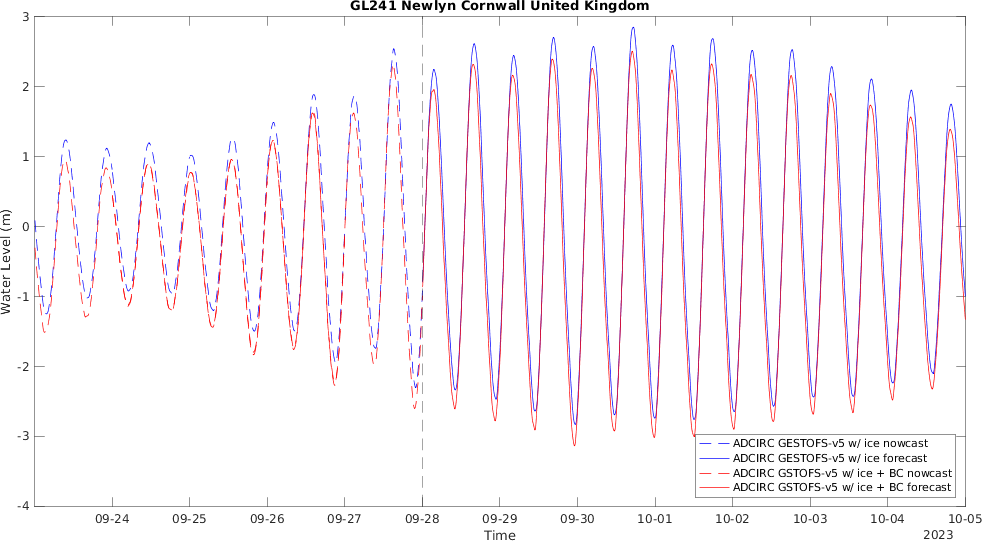 GL241 Newlyn Cornwall United Kingdom
3
2
1
0
-1
-2
-3
-4
Water Level (m)
ADCIRC GESTOFS-v5 w/ ice nowcast
ADCIRC GESTOFS-v5 w/ ice forecast
ADCIRC GSTOFS-v5 w/ ice + BC nowcast
ADCIRC GSTOFS-v5 w/ ice + BC forecast
09-24 09-25 09-26 09-27 09-28 09-29 09-30 10-01 10-02 10-03 10-04 10-05
Time
2023